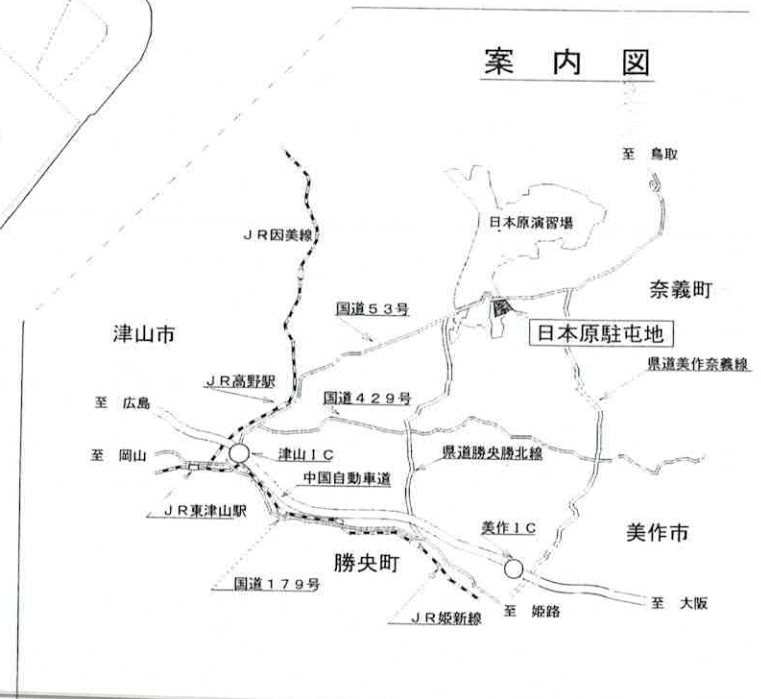 案内図
至 鳥取
日本原演習場
JR因美線
奈義町
国道53号
津山市
日本原駐屯地
県道美作奈義線
JR高野駅
国道429号
至 広島
至 岡山
津山IC
県道勝央勝北線
中国自動車道
JR東津山駅
美作IC
美作市
勝央町
国道179号
至 大阪
至 姫路
JR姫新線